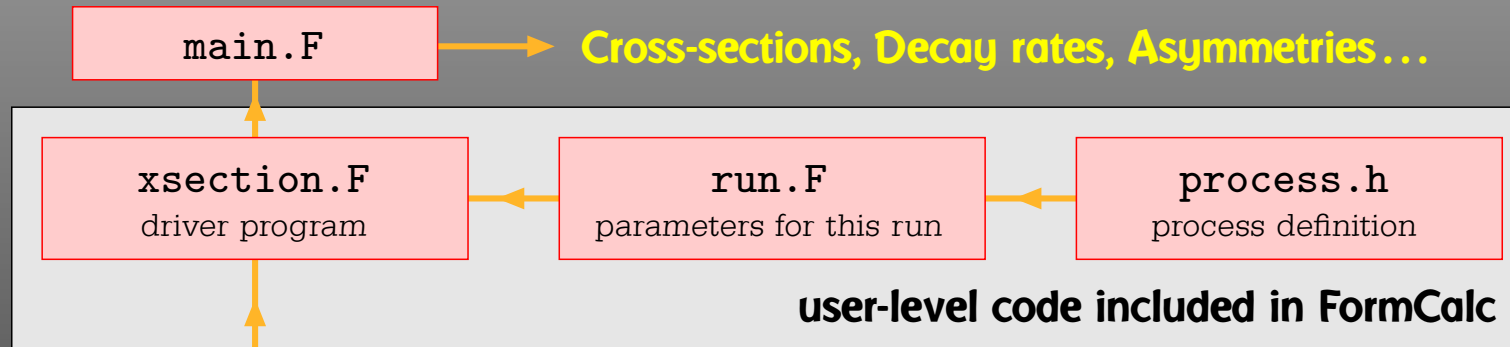 main.F
Cross-sections, Decay rates, Asymmetries...
xsection.F
driver program
run.F
parameters for this run
process.h
process definition
user-level code included in FormCalc